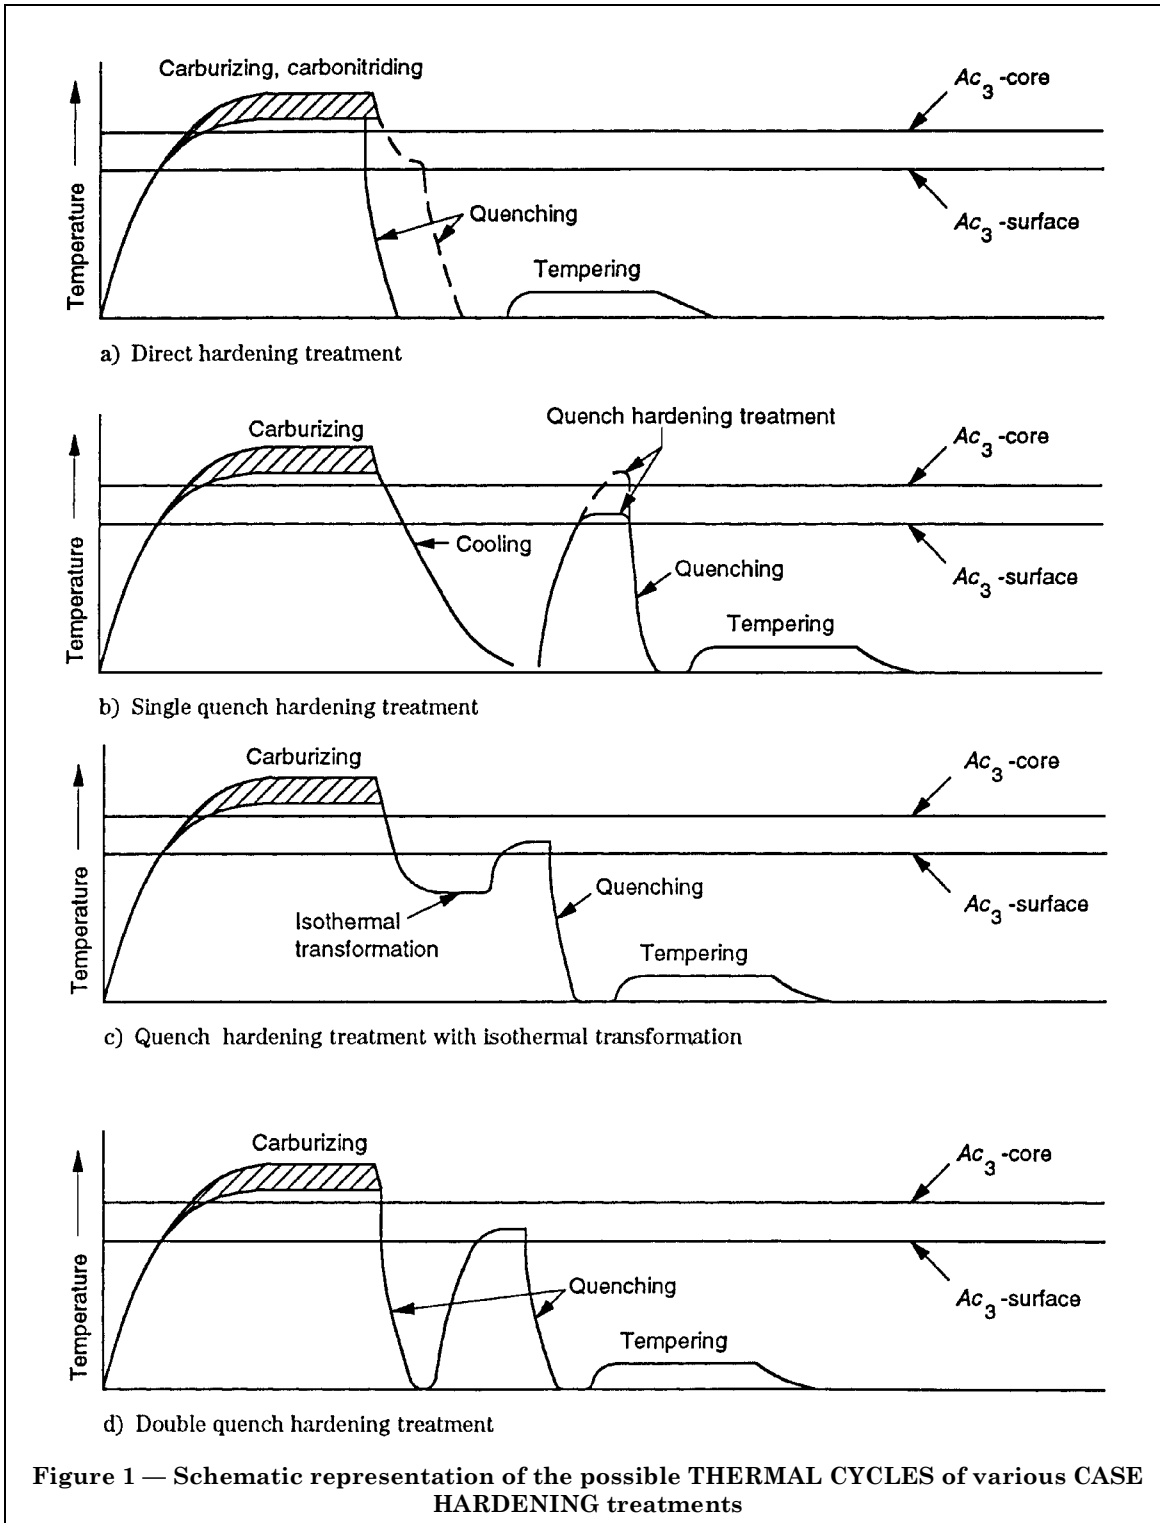 Carburizing, carbonitriding
Ac3 -core
Temperature
Quenching
Ac3 -surface
Tempering
a) Direct hardening treatment
Quench hardening treatment
Carburizing
Ac3 -core
Temperature
Cooling
Quenching
Ac3 -surface
Tempering
b) Single quench hardening treatment
Carburizing
Ac3 -core
Temperature
Quenching
Ac3 -surface
Isothermal
transformation
Tempering
c) Quench hardening treatment with isothermal transformation
Carburizing
Ac3 -core
Temperature
Quenching
Ac3 -surface
Tempering
d) Double quench hardening treatment
Figure 1 — Schematic representation of the possible THERMAL CYCLES of various CASE
HARDENING treatments